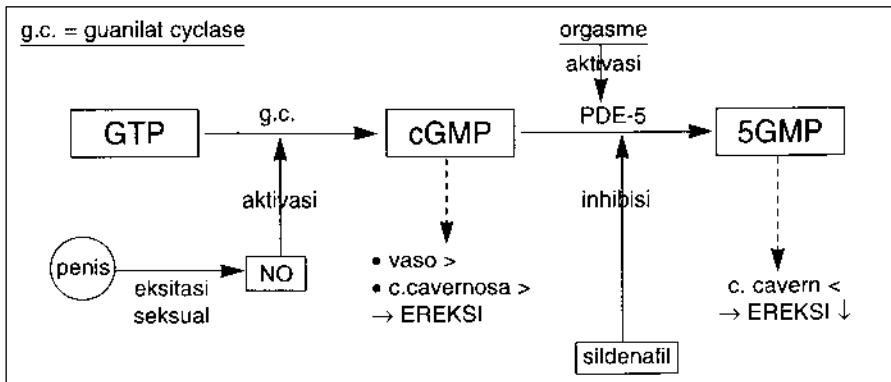 g.c. = guanilat cyclase
orgasme
aktivasi
GTP
g.c.
cGMP
PDE-5
5GMP
aktivasi
inhibisi
penis
eksitasi
seksual
NO
• vaso >
• c.cavernosa >
→ EREKSI
c. cavern <
→ EREKSI ↓
sildenafil